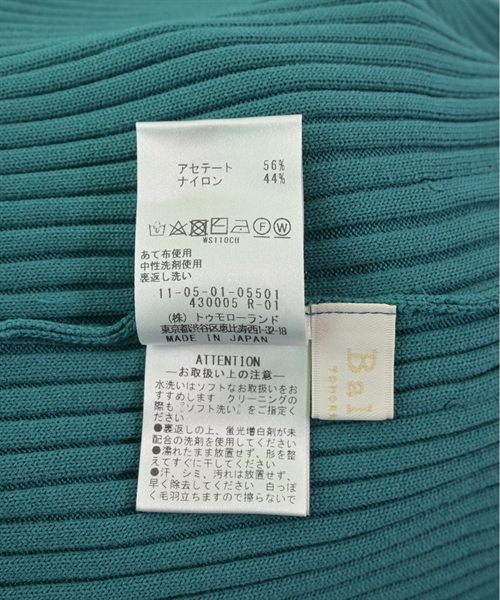 アセテート 56%
ナイロン 44%
WS110CU
あて布使用
中性洗剤使用
裏返し洗い
11-05-01-05501
430005 R-01
(株)トゥモローランド
東京都渋谷区恵比寿西1-32-18
MADE IN JAPAN
ATTENTION
―お取扱い上の注意―
水洗いはソフトなお取扱いをお
すすめします クリーニングの
際も『ソフト洗い』をご指定く
ださい
●裏返しの上、蛍光増白剤が未
配合の洗剤を使用してください
●濡れたまま放置せず、形を整
えてすぐに干してください
●汗、シミ、汚れは放置せず、
早く除去してください 白っぽ
く毛羽立ちますので擦らないで
Bal
TOMORR